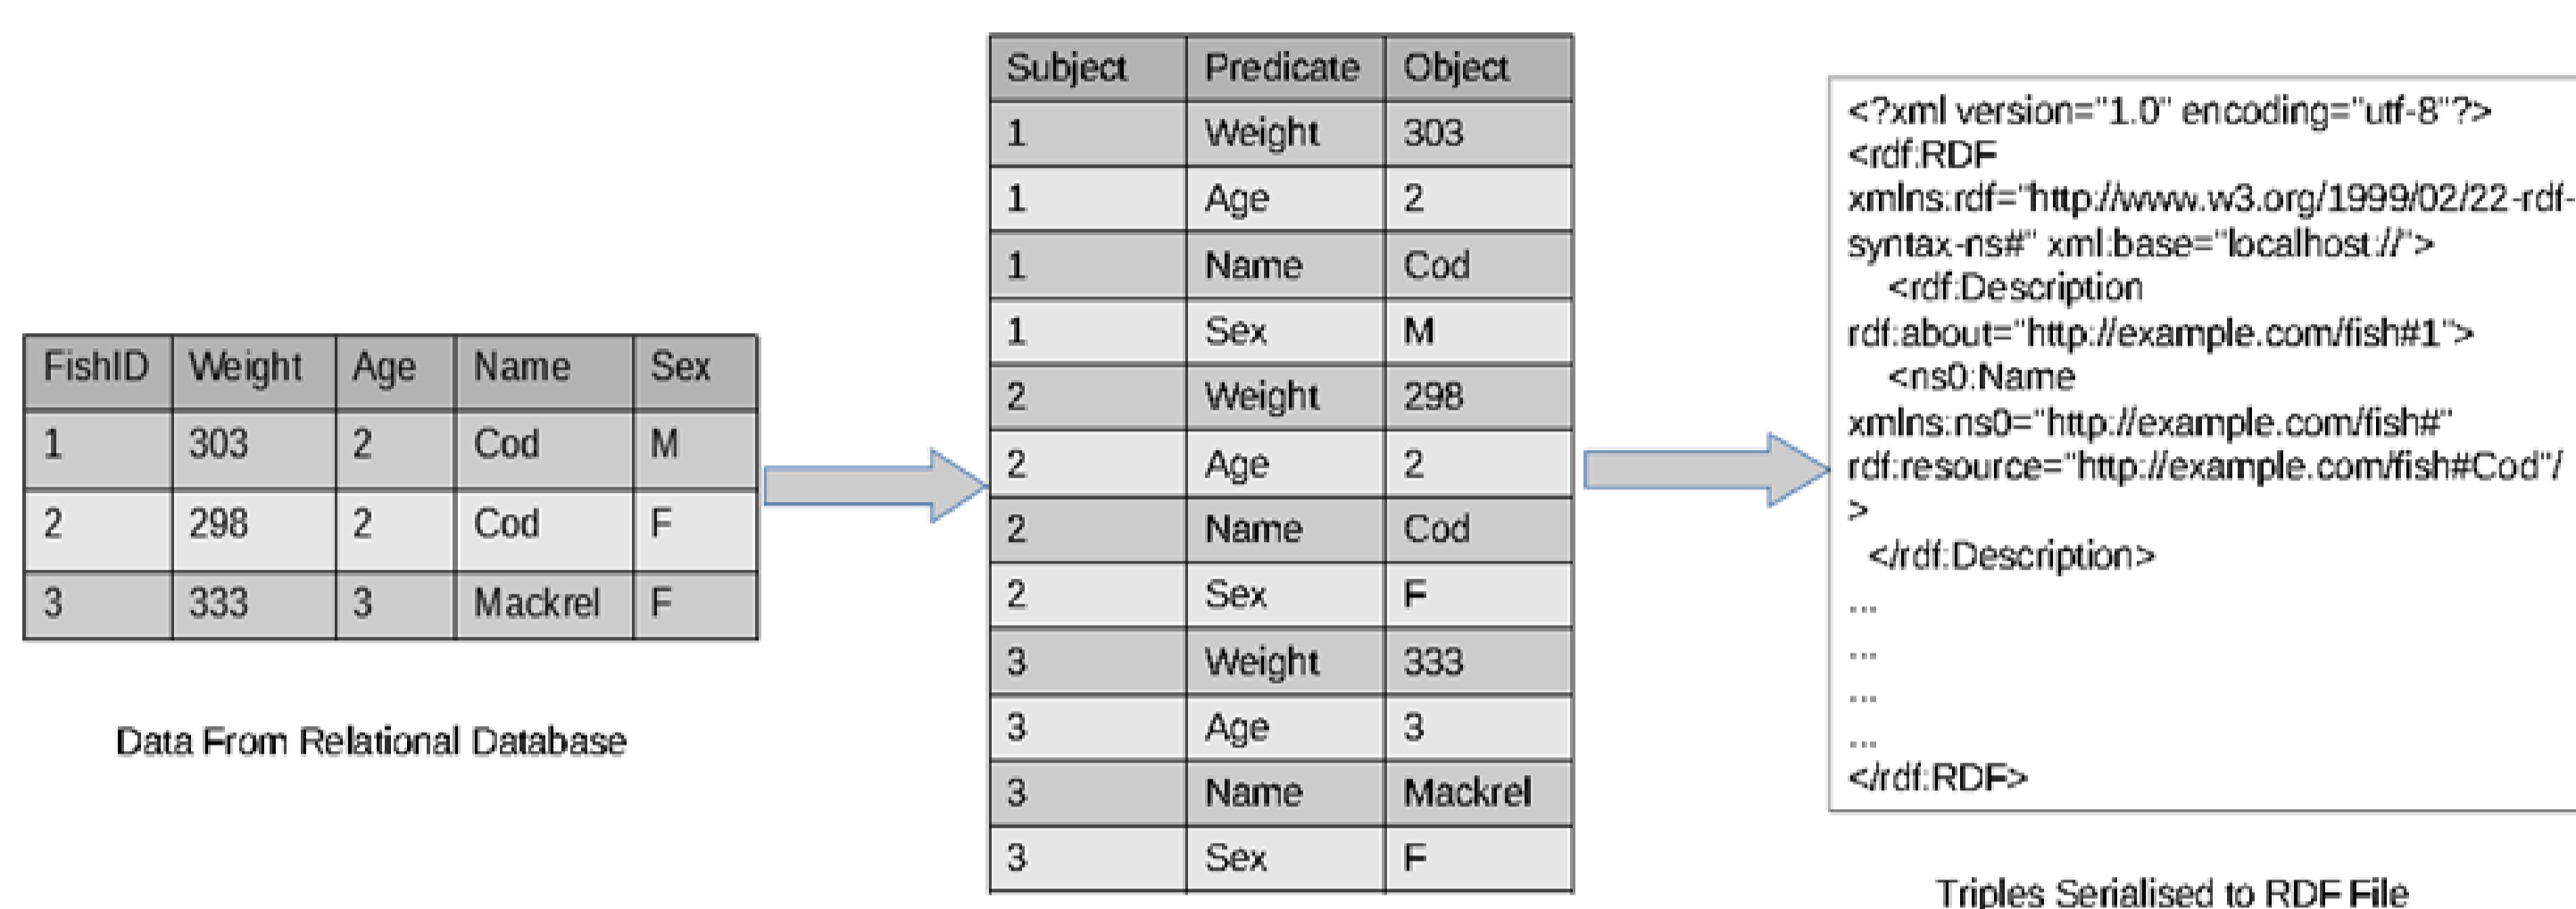 FishID Weight Age Name Sex
1 303 2 Cod M
2 298 2 Cod F
3 333 3 Mackrel F
Data From Relational Database
Subject Predicate Object
1 Weight 303
1 Age 2
1 Name Cod
1 Sex M
2 Weight 298
2 Age 2
2 Name Cod
2 Sex F
3 Weight 333
3 Age 3
3 Name Mackrel
3 Sex F
<?xml version="1.0" encoding="utf-8"?>
<rdf:RDF
xmlns:rdf="http://www.w3.org/1999/02/22-rdf-
syntax-ns#" xml:base="localhost://">
<rdf:Description
rdf:about="http://example.com/fish#1">
<ns0:Name
xmlns:ns0="http://example.com/fish#"
rdf:resource="http://example.com/fish#Cod"/
>
</rdf:Description>
...
...
...
...
</rdf:RDF>
Triples Serialised to RDF File